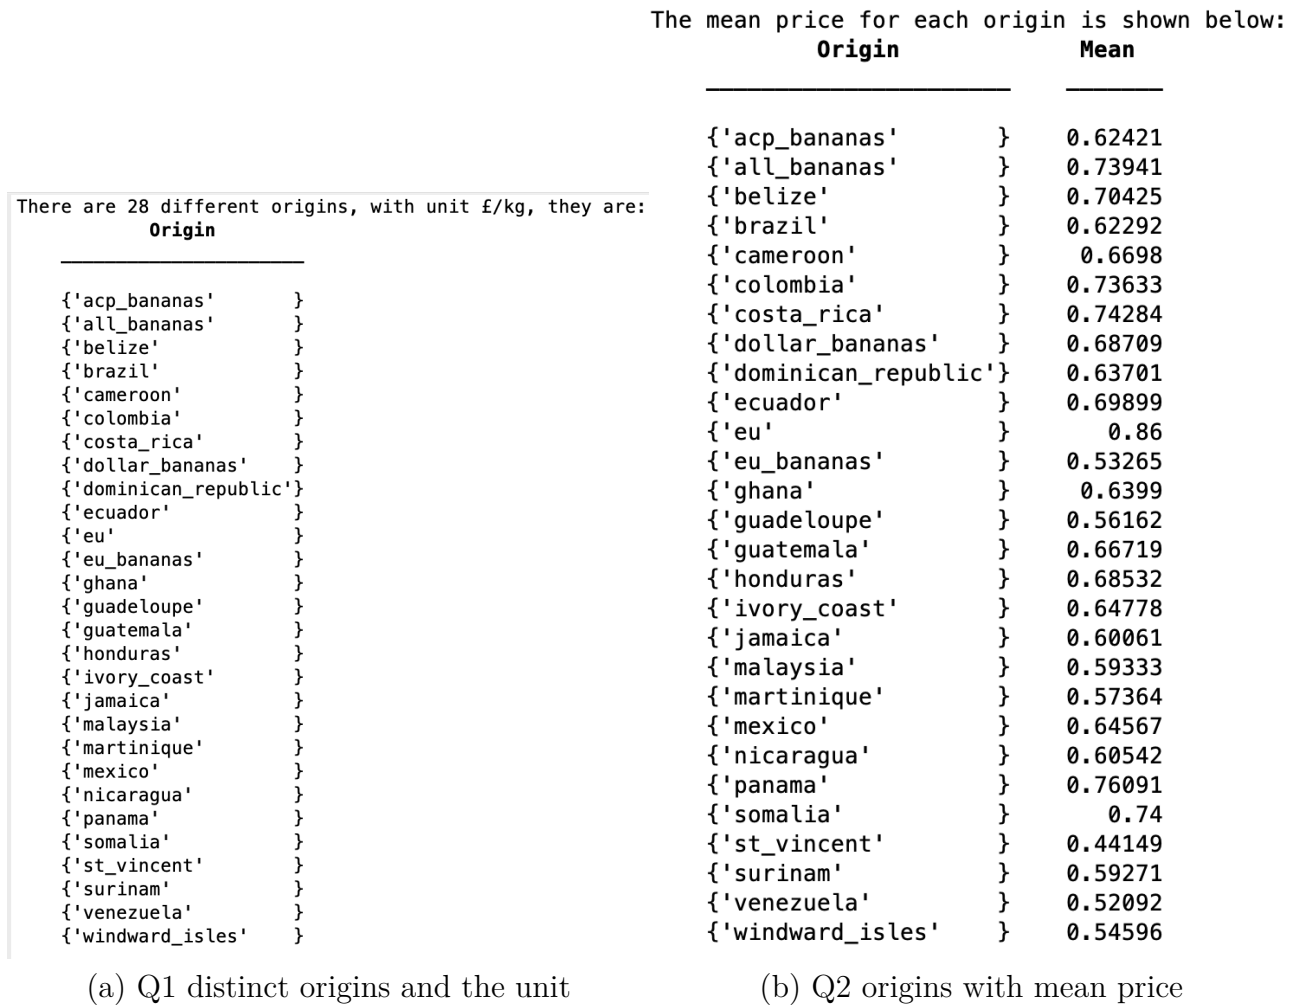 There are 28 different origins, with unit £/kg, they are:
Origin
{'acp_bananas' }
{'all_bananas' }
{'belize' }
{'brazil' }
{'cameroon' }
{'colombia' }
{'costa_rica' }
{'dollar_bananas' }
{'dominican_republic'}
{'ecuador' }
{'eu' }
{'eu_bananas' }
{'ghana' }
{'guadeloupe' }
{'guatemala' }
{'honduras' }
{'ivory_coast' }
{'jamaica' }
{'malaysia' }
{'martinique' }
{'mexico' }
{'nicaragua' }
{'panama' }
{'somalia' }
{'st_vincent' }
{'surinam' }
{'venezuela' }
{'windward_isles' }
(a) Q1 distinct origins and the unit
The mean price for each origin is shown below:
Origin Mean
{'acp_bananas' } 0.62421
{'all_bananas' } 0.73941
{'belize' } 0.70425
{'brazil' } 0.62292
{'cameroon' } 0.6698
{'colombia' } 0.73633
{'costa_rica' } 0.74284
{'dollar_bananas' } 0.68709
{'dominican_republic'} 0.63701
{'ecuador' } 0.69899
{'eu' } 0.86
{'eu_bananas' } 0.53265
{'ghana' } 0.6399
{'guadeloupe' } 0.56162
{'guatemala' } 0.66719
{'honduras' } 0.68532
{'ivory_coast' } 0.64778
{'jamaica' } 0.60061
{'malaysia' } 0.59333
{'martinique' } 0.57364
{'mexico' } 0.64567
{'nicaragua' } 0.60542
{'panama' } 0.76091
{'somalia' } 0.74
{'st_vincent' } 0.44149
{'surinam' } 0.59271
{'venezuela' } 0.52092
{'windward_isles' } 0.54596
(b) Q2 origins with mean price